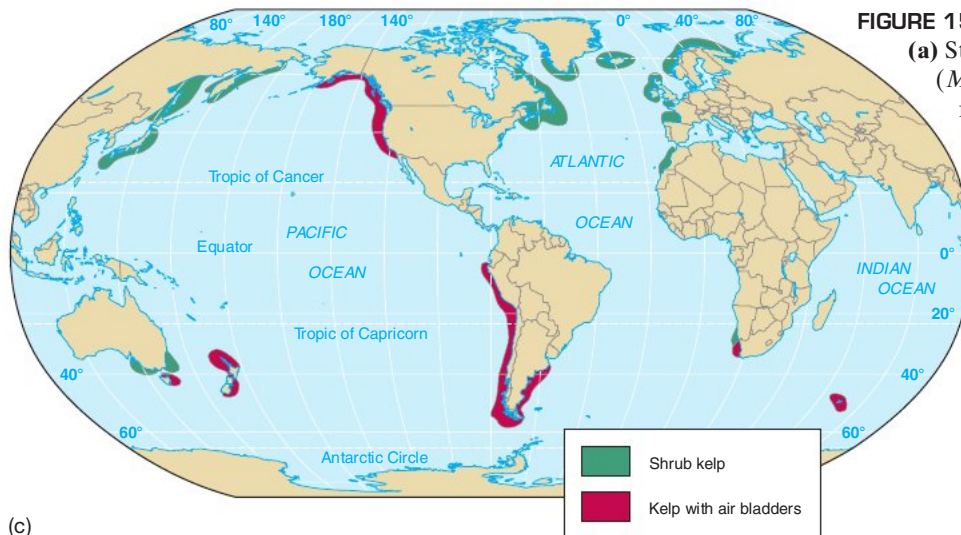 80° 140° 180° 140° 0° 40° 80°
FIGURE 15
(a) St
(M
Tropic of Cancer
ATLANTIC
OCEAN
Equator
PACIFIC
OCEAN
0°
INDIAN
OCEAN
20°
Tropic of Capricorn
40°
40°
60°
60°
Antarctic Circle
Shrub kelp
Kelp with air bladders
(c)